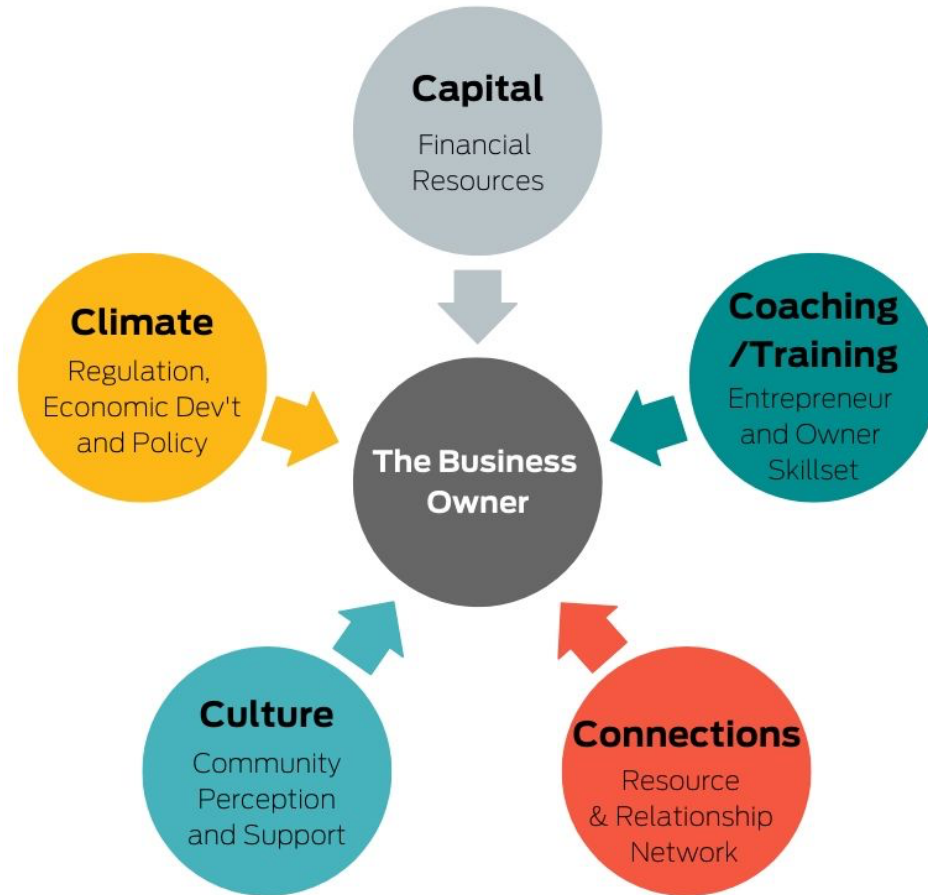 Capital
Financial
Resources
Climate
Regulation,
Economic Dev't
and Policy
Coaching
/Training
Entrepreneur
and Owner
Skillset
The Business
Owner
Culture
Community
Perception
and Support
Connections
Resource
& Relationship
Network